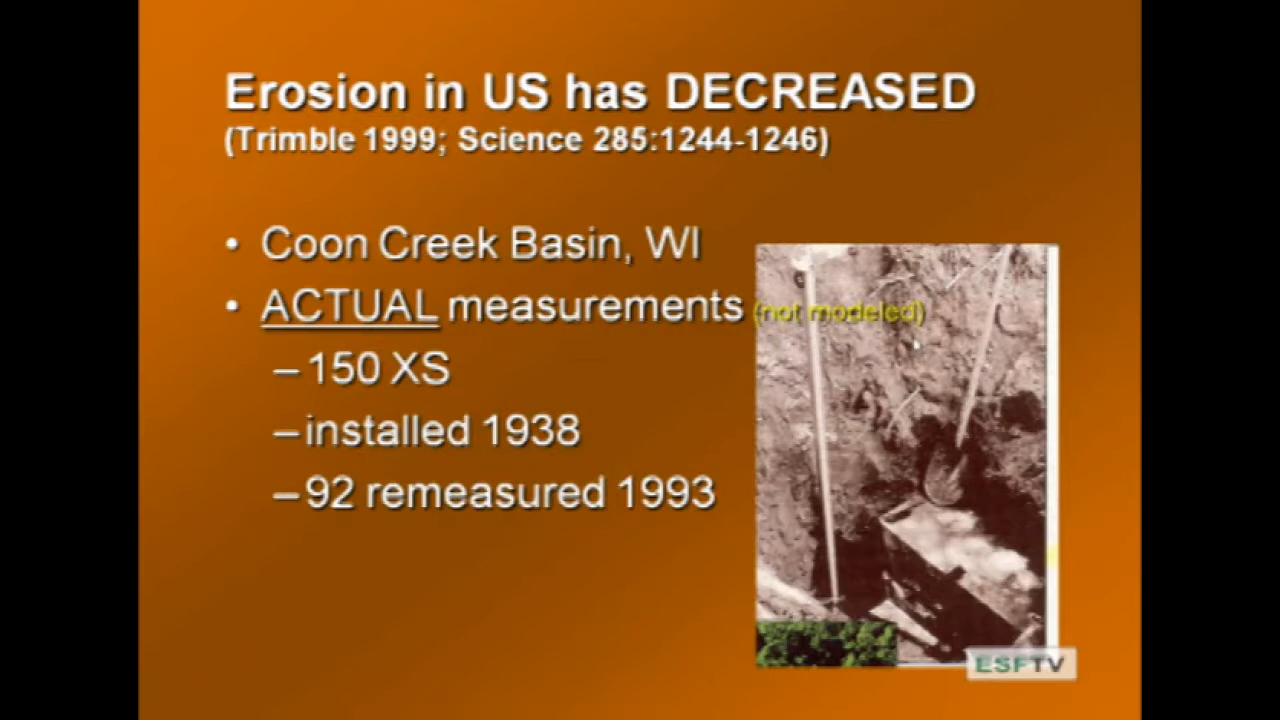 Erosion in US has DECREASED
(Trimble 1999; Science 285:1244-1246)
• Coon Creek Basin, WI
• ACTUAL measurements (not modeled)
– 150 XS
– installed 1938
– 92 remeasured 1993
ESFTV